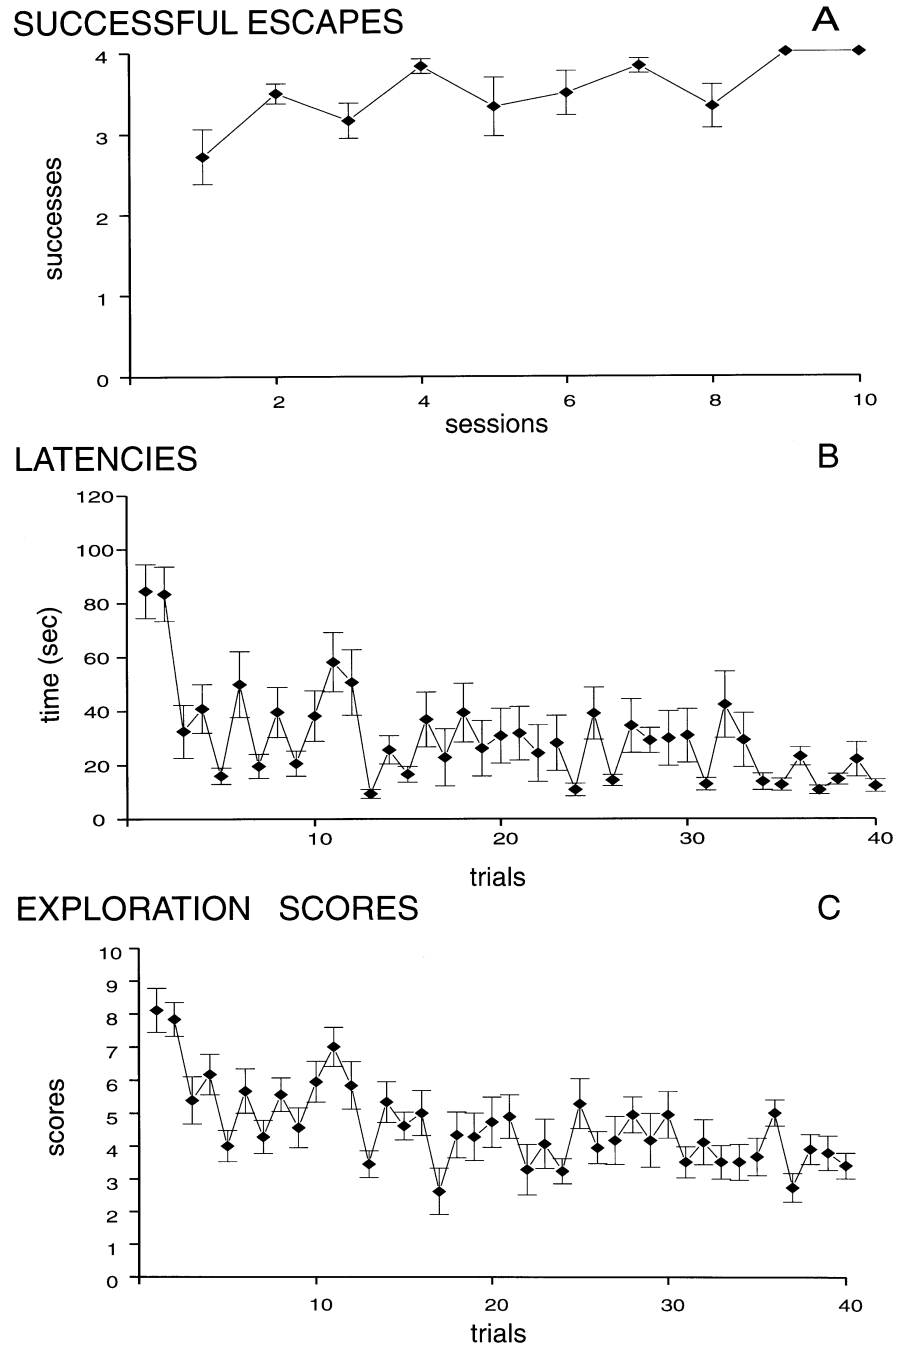 SUCCESSFUL ESCAPES A
4
3
2
1
0
successes
2 4 6 8 10
sessions
LATENCIES B
120
100
80
60
40
20
0
time (sec)
10 20 30 40
trials
EXPLORATION SCORES C
10
9
8
7
6
5
4
3
2
1
0
scores
10 20 30 40
trials